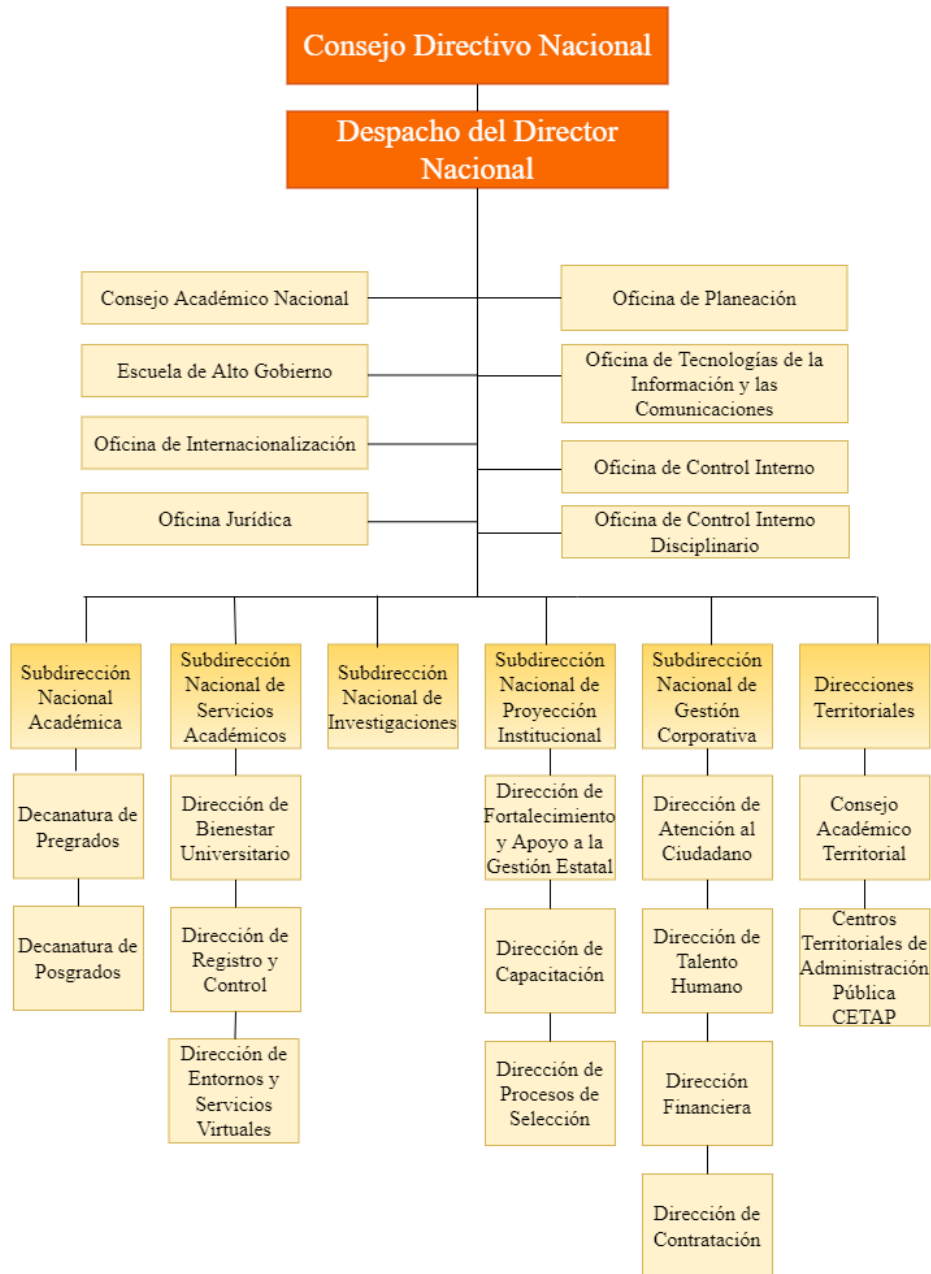 Consejo Directivo Nacional
Despacho del Director
Nacional
Consejo Académico Nacional
Oficina de Planeación
Escuela de Alto Gobierno
Oficina de Tecnologías de la
Información y las
Comunicaciones
Oficina de Internacionalización
Oficina de Control Interno
Oficina Jurídica
Oficina de Control Interno
Disciplinario
Subdirección
Nacional
Académica
Subdirección
Nacional de
Servicios
Académicos
Subdirección
Nacional de
Investigaciones
Subdirección
Nacional de
Proyección
Institucional
Subdirección
Nacional de
Gestión
Corporativa
Direcciones
Territoriales
Decanatura de
Pregrados
Dirección de
Bienestar
Universitario
Dirección de
Fortalecimiento
y Apoyo a la
Gestión Estatal
Dirección de
Atención al
Ciudadano
Consejo
Académico
Territorial
Decanatura de
Posgrados
Dirección de
Registro y
Control
Dirección de
Capacitación
Dirección de
Talento
Humano
Centros
Territoriales de
Administración
Pública
CETAP
Dirección de
Entornos y
Servicios
Virtuales
Dirección de
Procesos de
Selección
Dirección
Financiera
Dirección de
Contratación